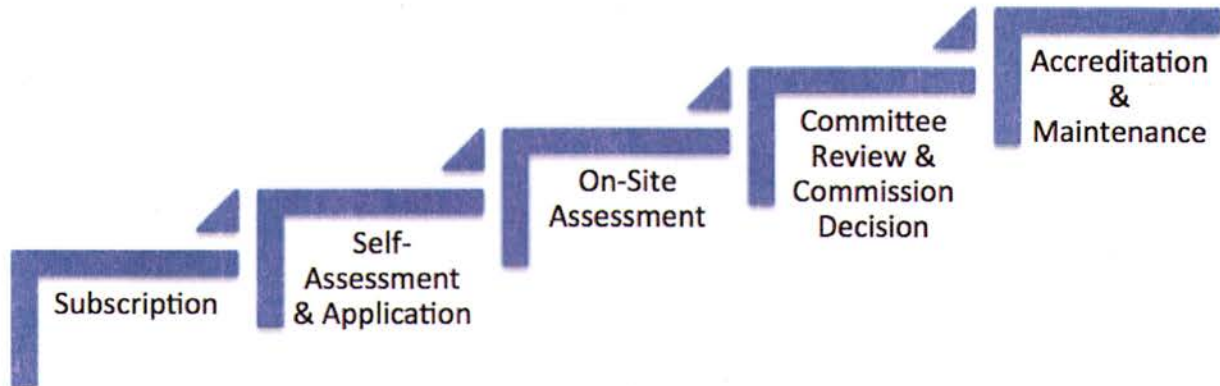 Subscription
Self-
Assessment
& Application
On-Site
Assessment
Committee
Review &
Commission
Decision
Accreditation
&
Maintenance